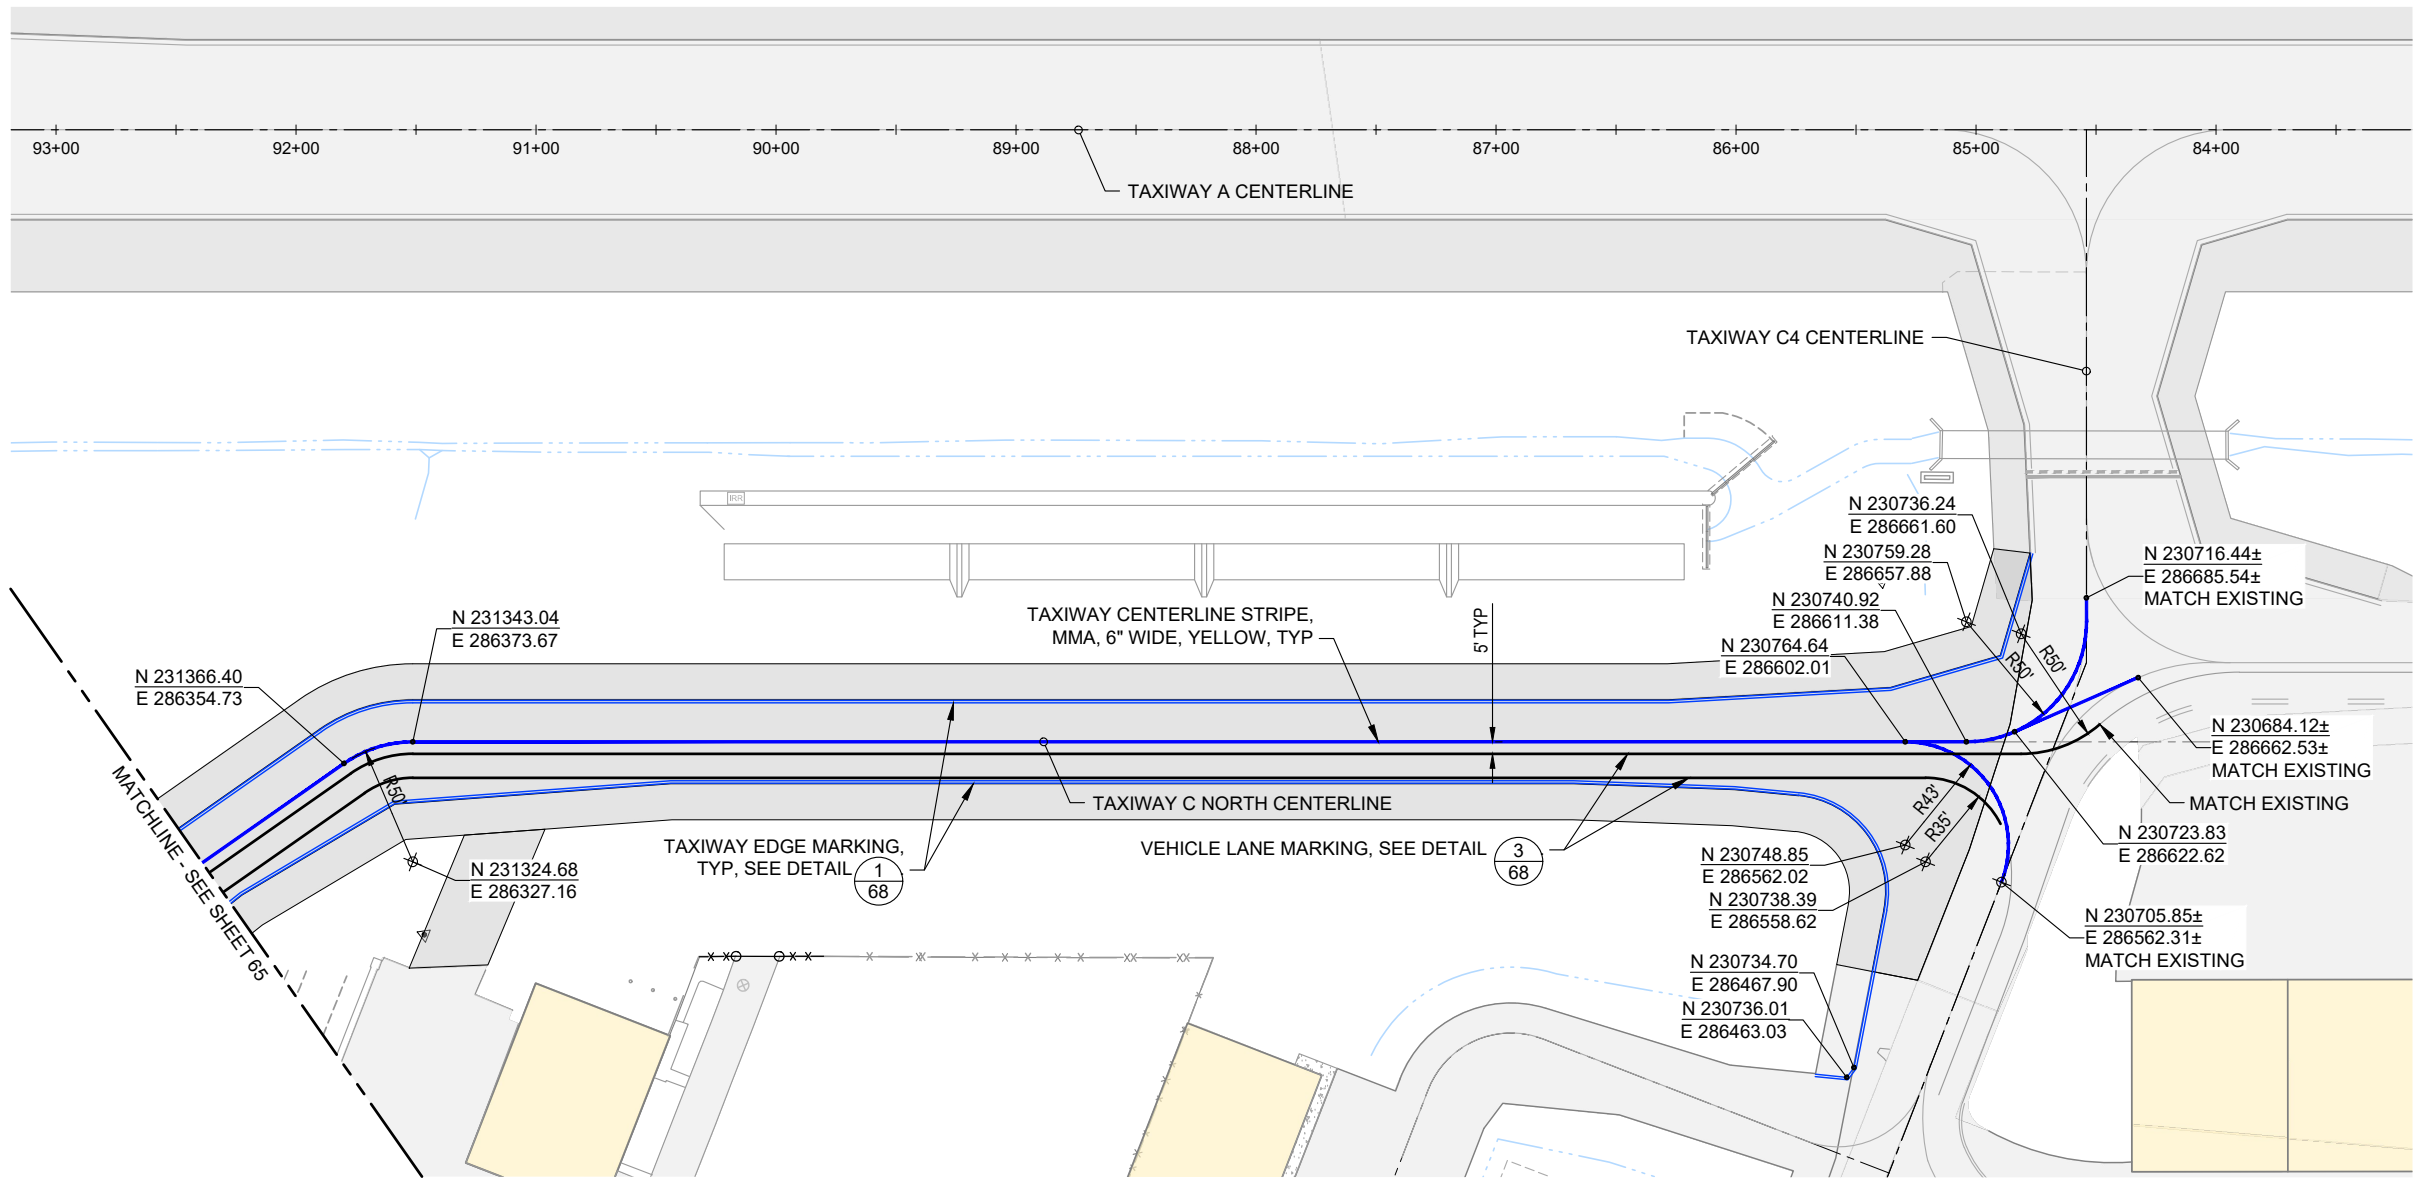 93+00
92+00
91+00
90+00
89+00
88+00
87+00
86+00
85+00
84+00
TAXIWAY A CENTERLINE
TAXIWAY C4 CENTERLINE
IRR
N 230736.24
E 286661.60
N 230759.28
E 286657.88
N 230740.92
E 286611.38
N 230764.64
E 286602.01
N 230716.44±
E 286685.54±
MATCH EXISTING
N 231343.04
E 286373.67
N 231366.40
E 286354.73
TAXIWAY CENTERLINE STRIPE,
MMA, 6" WIDE, YELLOW, TYP
5' TYP
R50'
R50'
N 230684.12±
E 286662.53±
MATCH EXISTING
MATCH EXISTING
N 230723.83
E 286622.62
R50'
R43'
R35'
TAXIWAY C NORTH CENTERLINE
MATCHLINE - SEE SHEET 65
TAXIWAY EDGE MARKING,
TYP, SEE DETAIL
1
68
VEHICLE LANE MARKING, SEE DETAIL
3
68
N 231324.68
E 286327.16
N 230748.85
E 286562.02
N 230738.39
E 286558.62
N 230705.85±
E 286562.31±
MATCH EXISTING
N 230734.70
E 286467.90
N 230736.01
E 286463.03